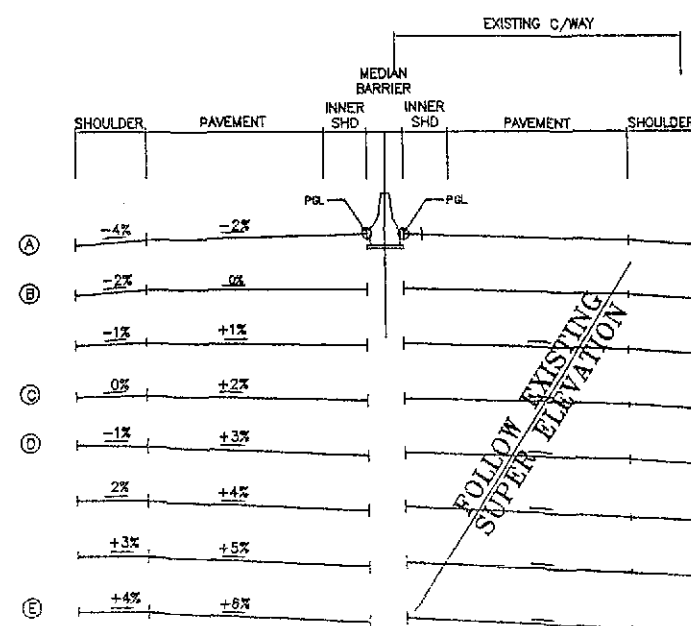 EXISTING C/WAY
MEDIAN
BARRIER
SHOULDER PAVEMENT INNER SHD INNER SHD PAVEMENT SHOULDER
PGL PGL
A -4% -2%
B -2% 0%
-1% +1%
C 0% +2%
D -1% +3%
2% +4%
+3% +5%
E +4% +6%
FOLLOW EXISTING
SUPER ELEVATION